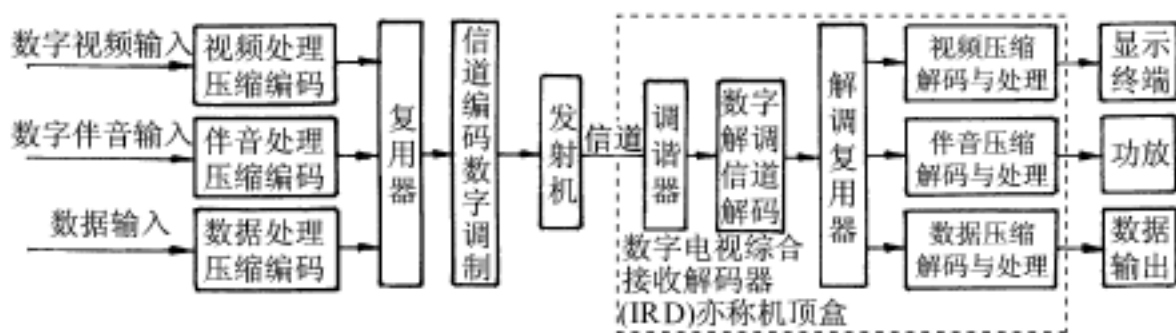 数字视频输入
视频处理
压缩编码
数字伴音输入
伴音处理
压缩编码
数据输入
数据处理
压缩编码
复用器
信道编码数字调制
发射机
信道
调谐器
数字
解调
信道
解码
解调复用器
视频压缩
解码与处理
显示
终端
伴音压缩
解码与处理
功放
数据压缩
解码与处理
数据
输出
数字电视综合
接收解码器
(IRD)亦称机顶盒